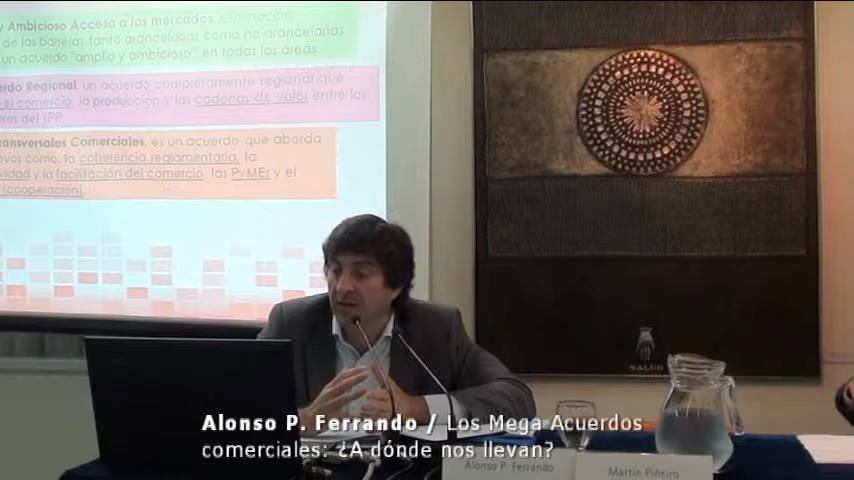 y Ambicioso Acceso a los mercados, eliminación
de las barreras tanto arancelarias como no arancelarias
un acuerdo "amplio y ambicioso" en todas las áreas.
erdo Regional, un acuerdo completamente regional que
el comercio, la producción y las cadenas de valor entre los
ros del TPP
ransversales Comerciales, es un acuerdo que aborda
vos como: la coherencia reglamentaria, la
vidad y la facilitación del comercio, las PyMEs y el
(cooperación).
SALUD
Alonso P. Ferrando / Los Mega Acuerdos
comerciales: ¿A dónde nos llevan?
Alonso P. Ferrando
Martín Piñeiro